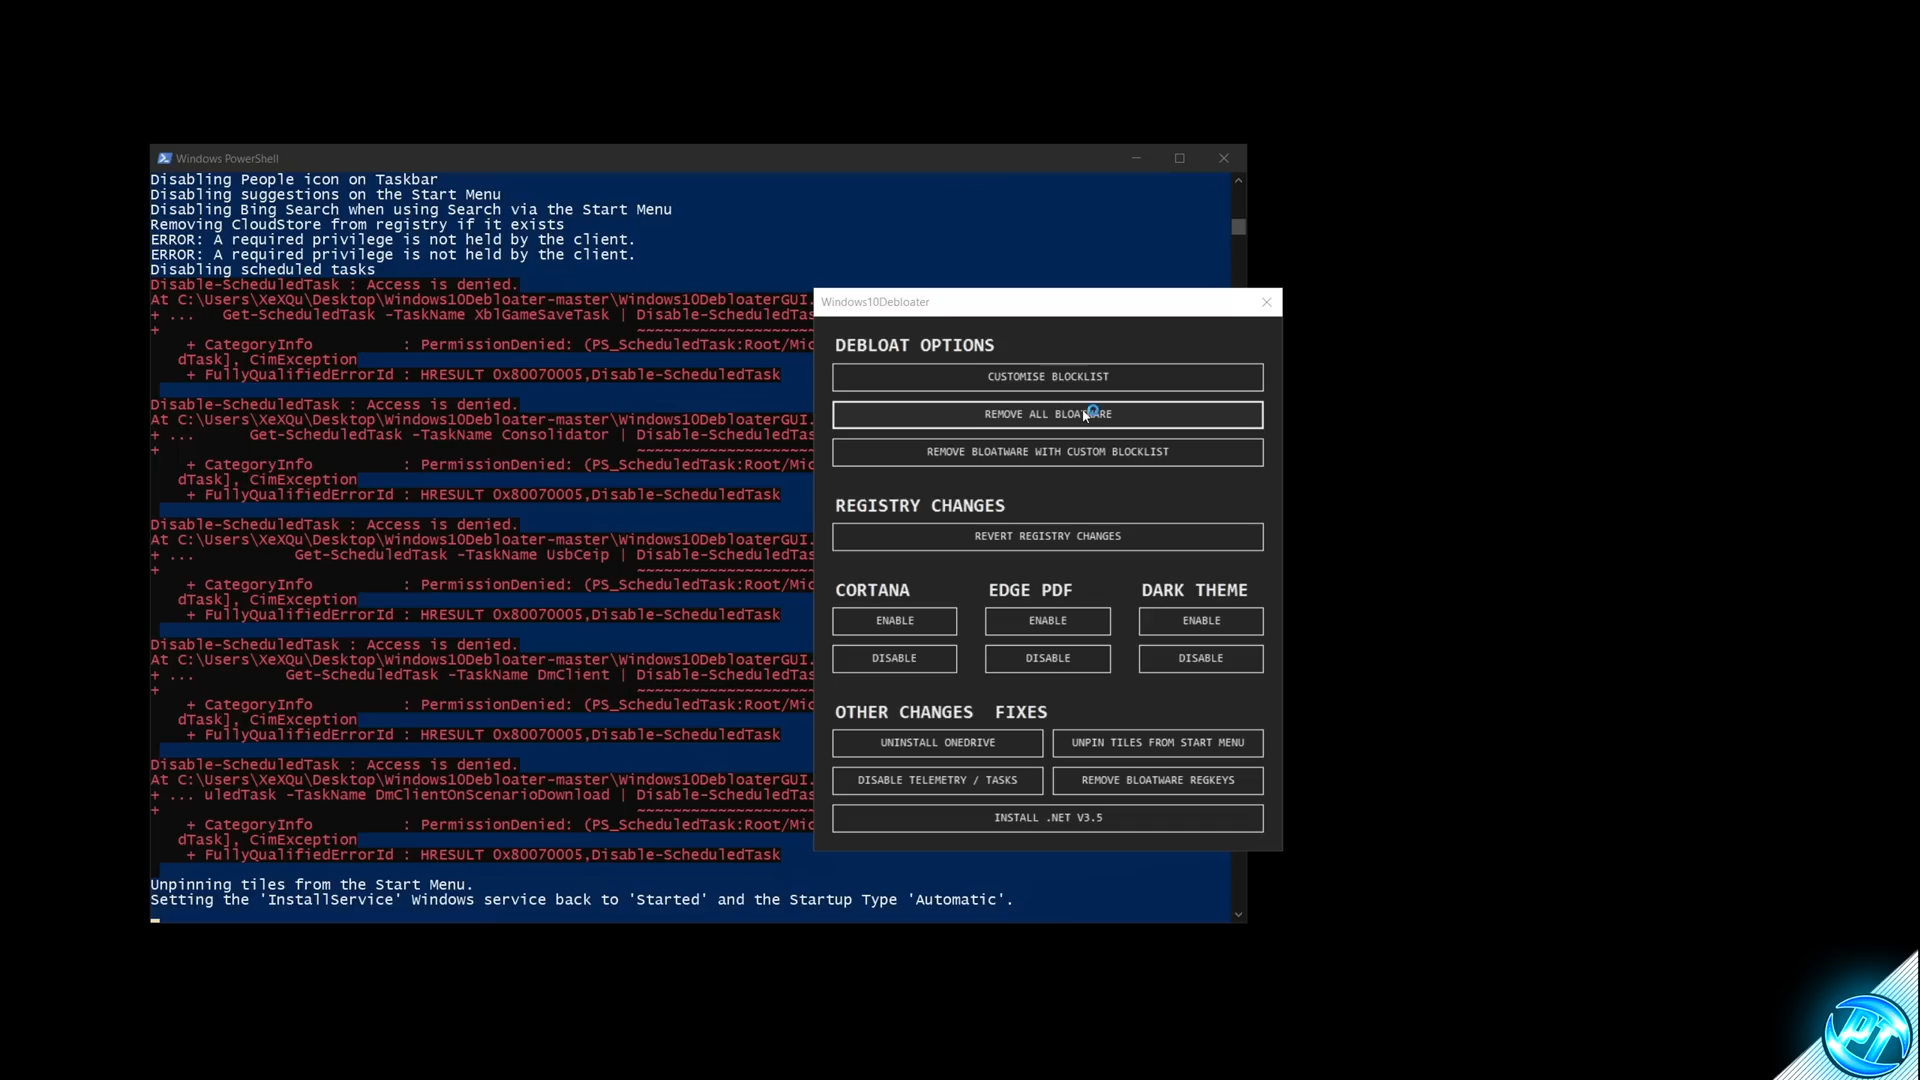 Windows PowerShell
Disabling People icon on Taskbar
Disabling suggestions on the Start Menu
Disabling Bing Search when using Search via the Start Menu
Removing CloudStore from registry if it exists
ERROR: A required privilege is not held by the client.
ERROR: A required privilege is not held by the client.
Disabling scheduled tasks
Disable-ScheduledTask : Access is denied.
At C:\Users\XeXQu\Desktop\Windows10Debloater-master\Windows10DebloaterGUI.
+ ...   Get-ScheduledTask -TaskName XblGameSaveTask | Disable-ScheduledTas
+                                                     ~~~~~~~~~~~~~~~~~~~~
+ CategoryInfo          : PermissionDenied: (PS_ScheduledTask:Root/Mic
dTask], CimException
+ FullyQualifiedErrorId : HRESULT 0x80070005,Disable-ScheduledTask
Disable-ScheduledTask : Access is denied.
At C:\Users\XeXQu\Desktop\Windows10Debloater-master\Windows10DebloaterGUI.
+ ...      Get-ScheduledTask -TaskName Consolidator | Disable-ScheduledTas
+                                                     ~~~~~~~~~~~~~~~~~~~~
+ CategoryInfo          : PermissionDenied: (PS_ScheduledTask:Root/Mic
dTask], CimException
+ FullyQualifiedErrorId : HRESULT 0x80070005,Disable-ScheduledTask
Disable-ScheduledTask : Access is denied.
At C:\Users\XeXQu\Desktop\Windows10Debloater-master\Windows10DebloaterGUI.
+ ...           Get-ScheduledTask -TaskName UsbCeip | Disable-ScheduledTas
+                                                     ~~~~~~~~~~~~~~~~~~~~
+ CategoryInfo          : PermissionDenied: (PS_ScheduledTask:Root/Mic
dTask], CimException
+ FullyQualifiedErrorId : HRESULT 0x80070005,Disable-ScheduledTask
Disable-ScheduledTask : Access is denied.
At C:\Users\XeXQu\Desktop\Windows10Debloater-master\Windows10DebloaterGUI.
+ ...          Get-ScheduledTask -TaskName DmClient | Disable-ScheduledTas
+                                                     ~~~~~~~~~~~~~~~~~~~~
+ CategoryInfo          : PermissionDenied: (PS_ScheduledTask:Root/Mic
dTask], CimException
+ FullyQualifiedErrorId : HRESULT 0x80070005,Disable-ScheduledTask
Disable-ScheduledTask : Access is denied.
At C:\Users\XeXQu\Desktop\Windows10Debloater-master\Windows10DebloaterGUI.
+ ... uledTask -TaskName DmClientOnScenarioDownload | Disable-ScheduledTas
+                                                     ~~~~~~~~~~~~~~~~~~~~
+ CategoryInfo          : PermissionDenied: (PS_ScheduledTask:Root/Mic
dTask], CimException
+ FullyQualifiedErrorId : HRESULT 0x80070005,Disable-ScheduledTask
Unpinning tiles from the Start Menu.
Setting the 'InstallService' Windows service back to 'Started' and the Startup Type 'Automatic'.
Windows10Debloater
DEBLOAT OPTIONS
CUSTOMISE BLOCKLIST
REMOVE ALL BLOATWARE
REMOVE BLOATWARE WITH CUSTOM BLOCKLIST
REGISTRY CHANGES
REVERT REGISTRY CHANGES
CORTANA EDGE PDF DARK THEME
ENABLE ENABLE ENABLE
DISABLE DISABLE DISABLE
OTHER CHANGES  FIXES
UNINSTALL ONEDRIVE UNPIN TILES FROM START MENU
DISABLE TELEMETRY / TASKS REMOVE BLOATWARE REGKEYS
INSTALL .NET V3.5
PT